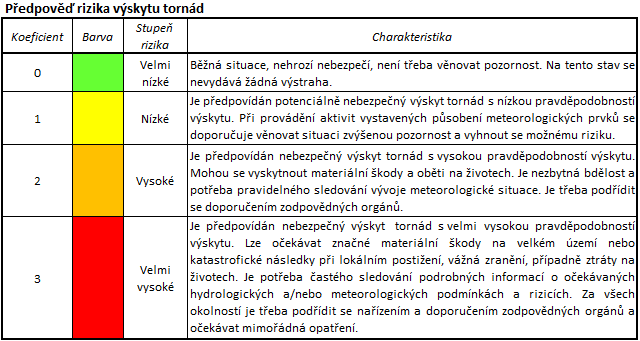 Předpověď rizika výskytu tornád
Koeficient Barva Stupeň rizika Charakteristika
0 Velmi nízké
Běžná situace, nehrozí nebezpečí, není třeba věnovat pozornost. Na tento stav se
nevydává žádná výstraha.
1 Nízké
Je předpovídán potenciálně nebezpečný výskyt tornád s nízkou pravděpodobností
výskytu. Při provádění aktivit vystavených působení meteorologických prvků se
doporučuje věnovat situaci zvýšenou pozornost a vyhnout se možnému riziku.
2 Vysoké
Je předpovídán nebezpečný výskyt tornád s vysokou pravděpodobností výskytu.
Mohou se vyskytnout materiální škody a oběti na životech. Je nezbytná bdělost a
potřeba pravidelného sledování vývoje meteorologické situace. Je třeba podřídit
se doporučením zodpovědných orgánů.
3 Velmi vysoké
Je předpovídán nebezpečný výskyt tornád s velmi vysokou pravděpodobností
výskytu. Lze očekávat značné materiální škody na velkém území nebo
katastrofické následky při lokálním postižení, vážná zranění, případně ztráty na
životech. Je potřeba častého sledování podrobných informací o očekávaných
hydrologických a/nebo meteorologických podmínkách a rizicích. Za všech
okolností je třeba podřídit se nařízením a doporučením zodpovědných orgánů a
očekávat mimořádná opatření.